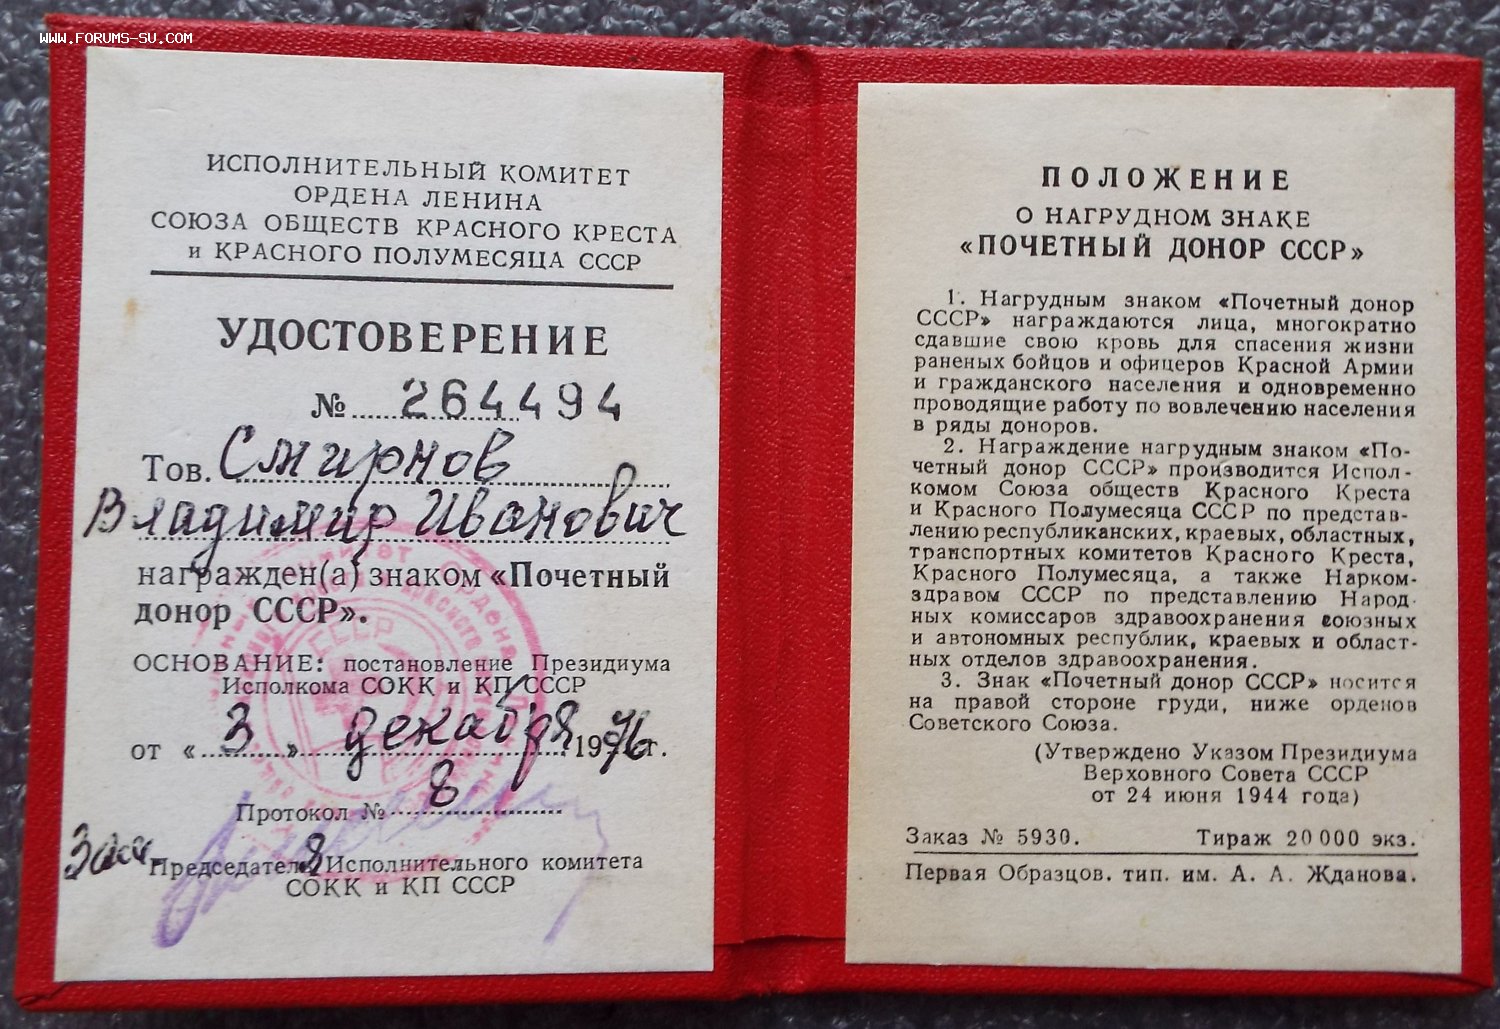 www.forums-su.com
ИСПОЛНИТЕЛЬНЫЙ КОМИТЕТ
ОРДЕНА ЛЕНИНА
СОЮЗА ОБЩЕСТВ КРАСНОГО КРЕСТА
и КРАСНОГО ПОЛУМЕСЯЦА СССР
УДОСТОВЕРЕНИЕ
№ 264494
Тов. Смирнов
Владимир Иванович
награжден(а) знаком «Почетный
донор СССР».
ОСНОВАНИЕ: постановление Президиума
Исполкома СОКК и КП СССР
от «3» декабря 1976 г.
Протокол № 8
Зам. Председателя Исполнительного комитета
СОКК и КП СССР
ПОЛОЖЕНИЕ
О НАГРУДНОМ ЗНАКЕ
«ПОЧЕТНЫЙ ДОНОР СССР»
1. Нагрудным знаком «Почетный донор
СССР» награждаются лица, многократно
сдавшие свою кровь для спасения жизни
раненых бойцов и офицеров Красной Армии
и гражданского населения и одновременно
проводящие работу по вовлечению населения
в ряды доноров.
2. Награждение нагрудным знаком «По-
четный донор СССР» производится Испол-
комом Союза обществ Красного Креста
и Красного Полумесяца СССР по представ-
лению республиканских, краевых, областных,
транспортных комитетов Красного Креста,
Красного Полумесяца, а также Нарком-
здравом СССР по представлению Народ-
ных комиссаров здравоохранения союзных
и автономных республик, краевых и област-
ных отделов здравоохранения.
3. Знак «Почетный донор СССР» носится
на правой стороне груди, ниже орденов
Советского Союза.
(Утверждено Указом Президиума
Верховного Совета СССР
от 24 июня 1944 года)
Заказ № 5930. Тираж 20 000 экз.
Первая Образцов. тип. им. А. А. Жданова.